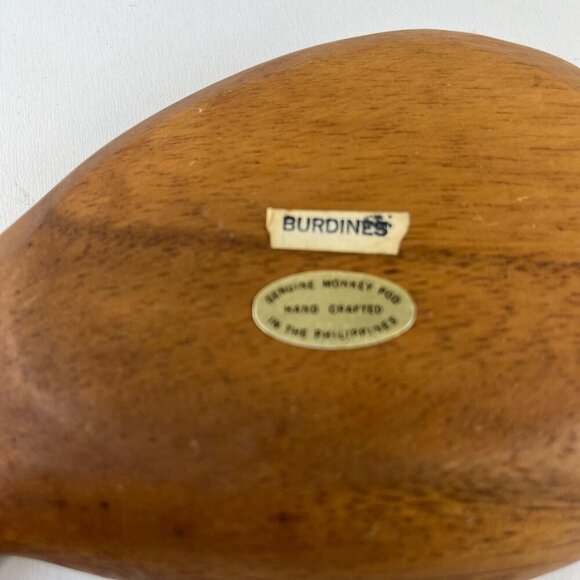 BURDINES
GENUINE MONKEY POD
HAND CRAFTED
IN THE PHILIPPINES